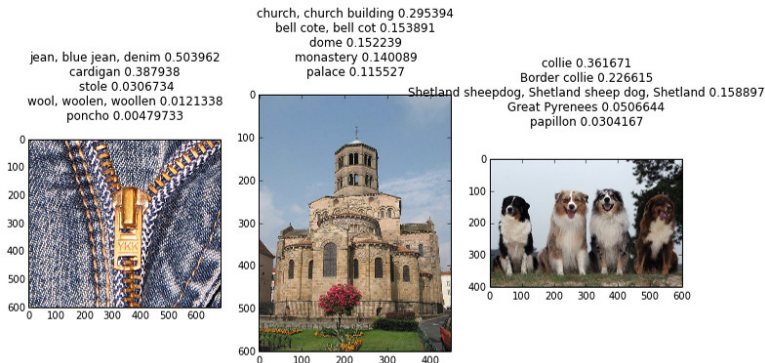 jean, blue jean, denim 0.503962
cardigan 0.387938
stole 0.0306734
wool, woolen, woollen 0.0121338
poncho 0.00479733
0
100
200
300
400
500
600
0 100 200 300 400 500 600
YKK
church, church building 0.295394
bell cote, bell cot 0.153891
dome 0.152239
monastery 0.140089
palace 0.115527
0
100
200
300
400
500
600
0 100 200 300 400
collie 0.361671
Border collie 0.226615
Shetland sheepdog, Shetland sheep dog, Shetland 0.158897
Great Pyrenees 0.0506644
papillon 0.0304167
0
100
200
300
400
0 100 200 300 400 500 600